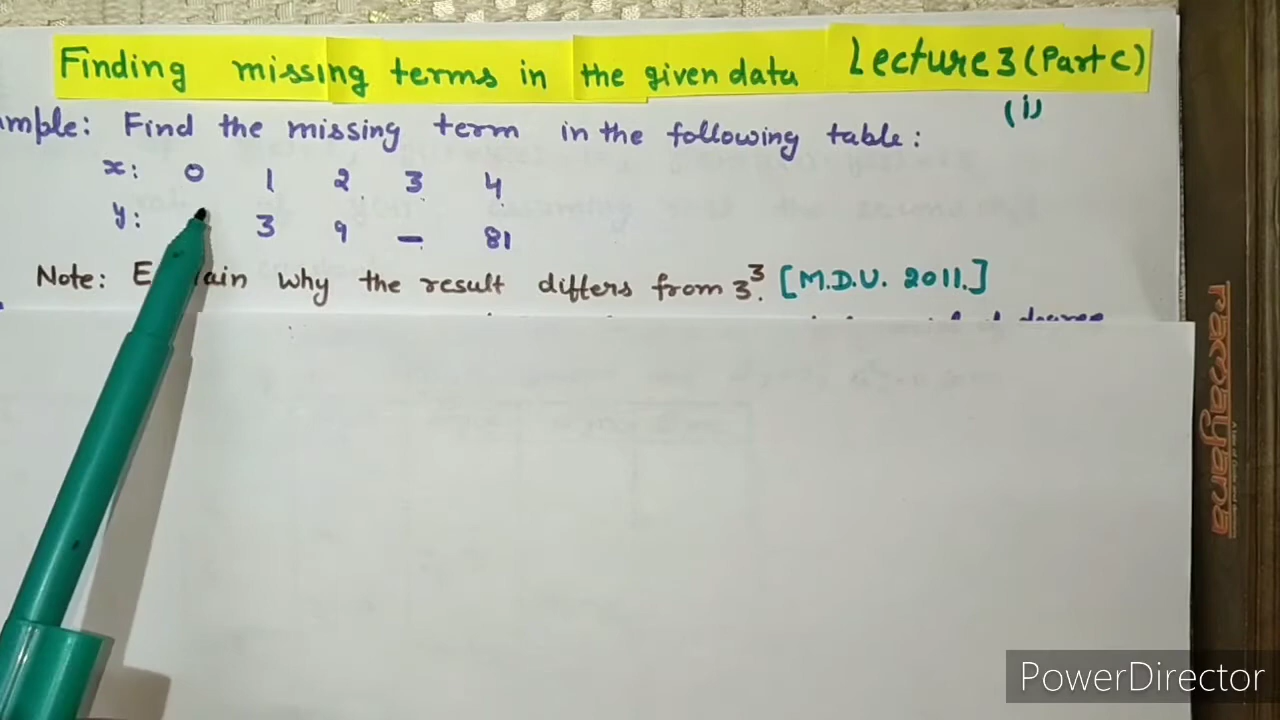 Finding missing terms in the given data Lecture 3 (Part C)
(i)
mple: Find the missing term in the following table:
x: 0 1 2 3 4
y: 3 9 — 81
Note: why the result differs from 3³. [M.D.U. 2011.]
ramayana
PowerDirector